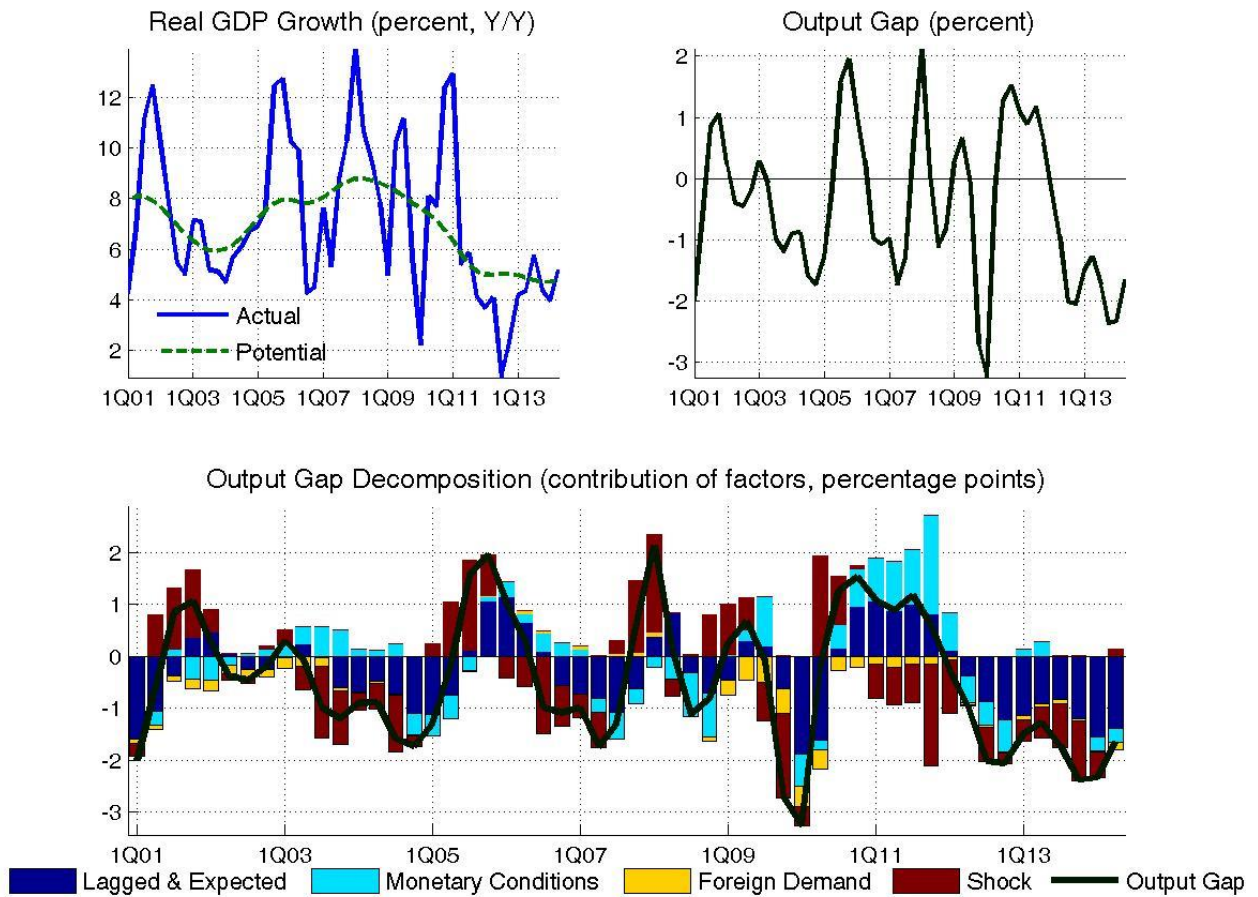 Real GDP Growth (percent, Y/Y)
12
10
8
6
4
2
Actual
Potential
1Q01 1Q03 1Q05 1Q07 1Q09 1Q11 1Q13
Output Gap (percent)
2
1
0
-1
-2
-3
1Q01 1Q03 1Q05 1Q07 1Q09 1Q11 1Q13
Output Gap Decomposition (contribution of factors, percentage points)
2
1
0
-1
-2
-3
1Q01 1Q03 1Q05 1Q07 1Q09 1Q11 1Q13
Lagged & Expected Monetary Conditions Foreign Demand Shock Output Gap